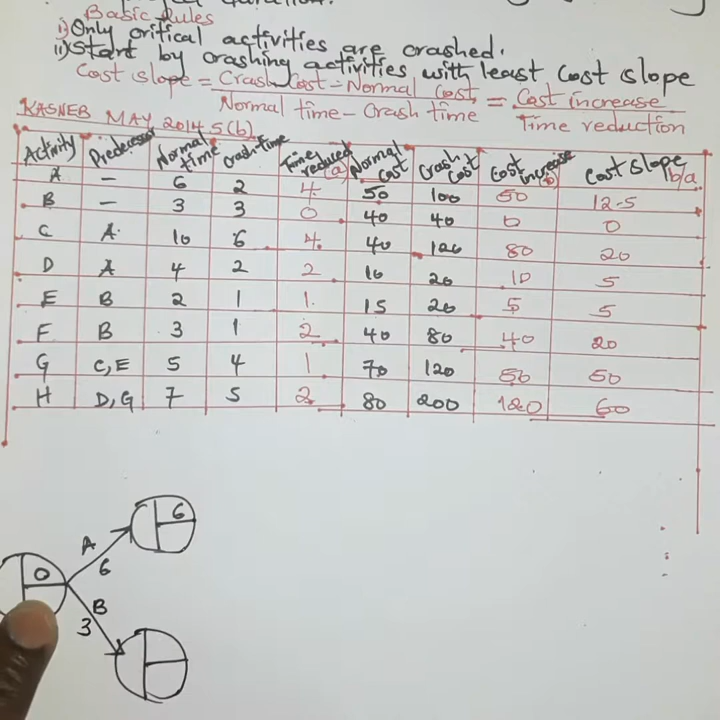 Basic Rules
i) Only critical activities are crashed.
ii) Start by crashing activities with least cost slope
Cost slope = Crash Cost - Normal cost = Cost increase
Normal time - Crash time Time reduction
KASNEB MAY 2014 5(b)
Activity Predecessor Normal time Crash time Time reduced (a) Normal cost Crash cost Cost increase (b) Cost slope b/a
A - 6 2 4 50 100 50 12.5
B - 3 3 0 40 40 0 0
C A 10 6 4 40 120 80 20
D A 4 2 2 10 20 10 5
E B 2 1 1 15 20 5 5
F B 3 1 2 40 80 40 20
G C,E 5 4 1 70 120 50 50
H D,G 7 5 2 80 200 120 60
6
A
6
0
B
3